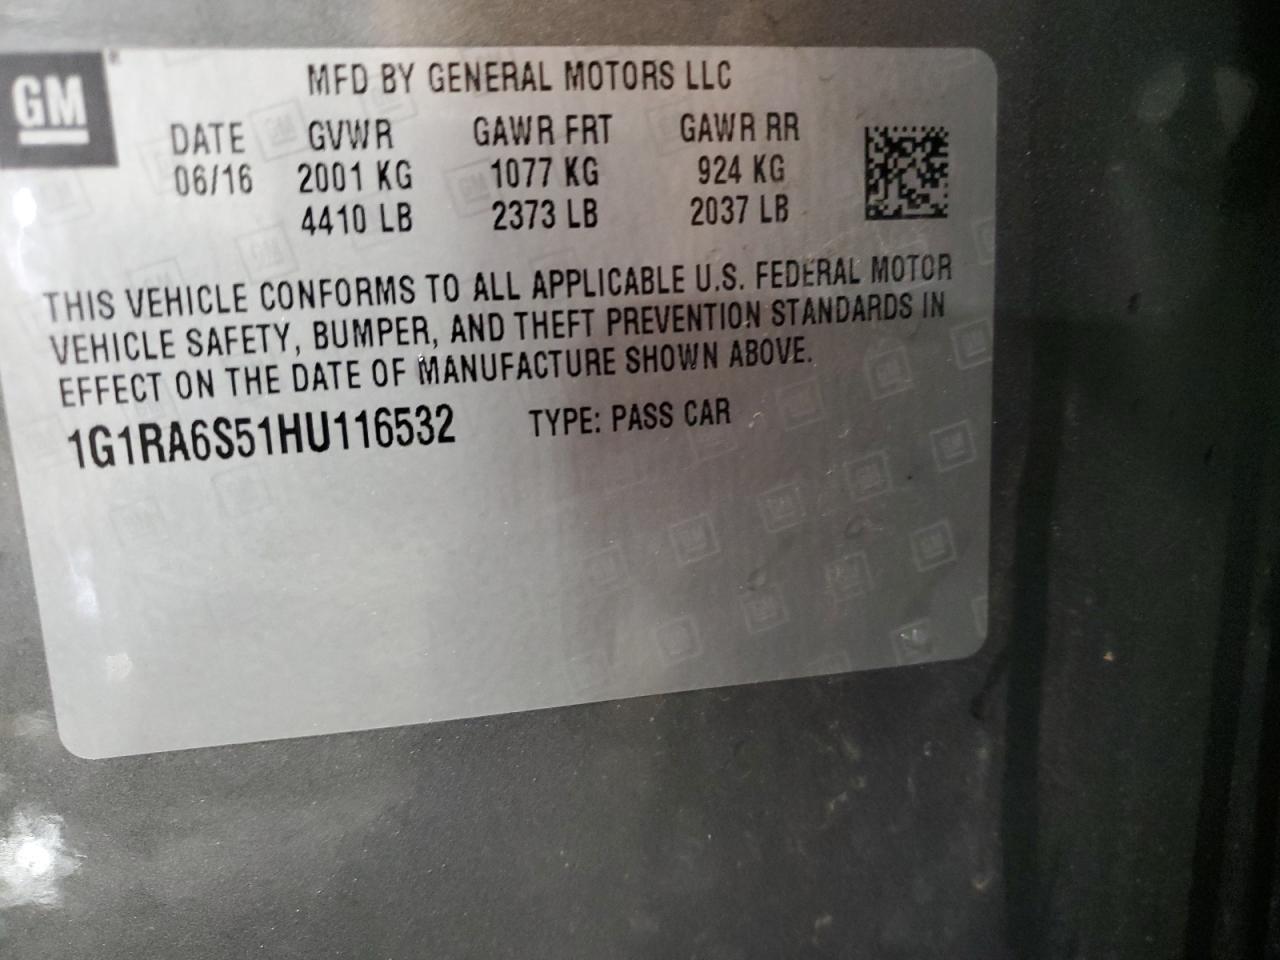 GM
MFD BY GENERAL MOTORS LLC
DATE GVWR GAWR FRT GAWR RR
06/16 2001 KG 1077 KG 924 KG
4410 LB 2373 LB 2037 LB
THIS VEHICLE CONFORMS TO ALL APPLICABLE U.S. FEDERAL MOTOR
VEHICLE SAFETY, BUMPER, AND THEFT PREVENTION STANDARDS IN
EFFECT ON THE DATE OF MANUFACTURE SHOWN ABOVE.
1G1RA6S51HU116532 TYPE: PASS CAR